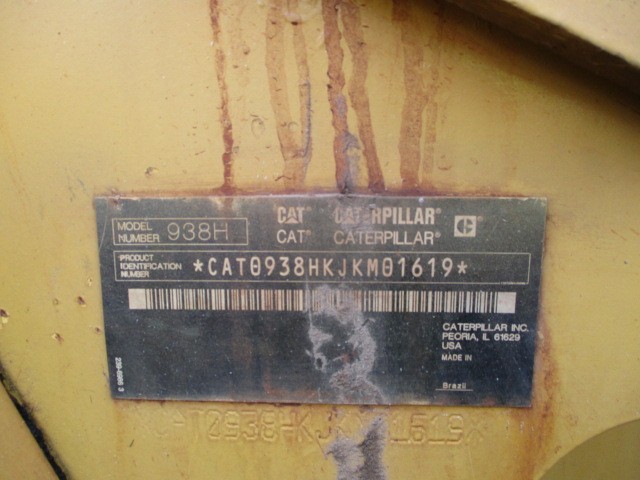 MODEL NUMBER 938H
CAT CATERPILLAR
CAT® CATERPILLAR®
PRODUCT IDENTIFICATION NUMBER *CAT0938HKJKM01619*
CATERPILLAR INC.
PEORIA, IL 61629
USA
MADE IN
Brazil
*CAT0938HKJKM01619*